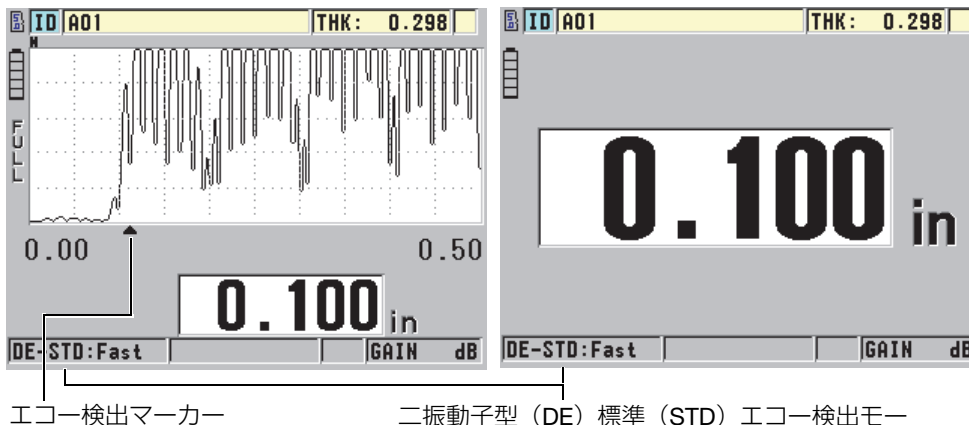 ID A01 THK: 0.298
M
FULL
0.00 0.50
0.100 in
DE-STD:Fast GAIN dB
ID A01 THK: 0.298
0.100 in
DE-STD:Fast GAIN dB
エコー検出マーカー
二振動子型（DE）標準（STD）エコー検出モー